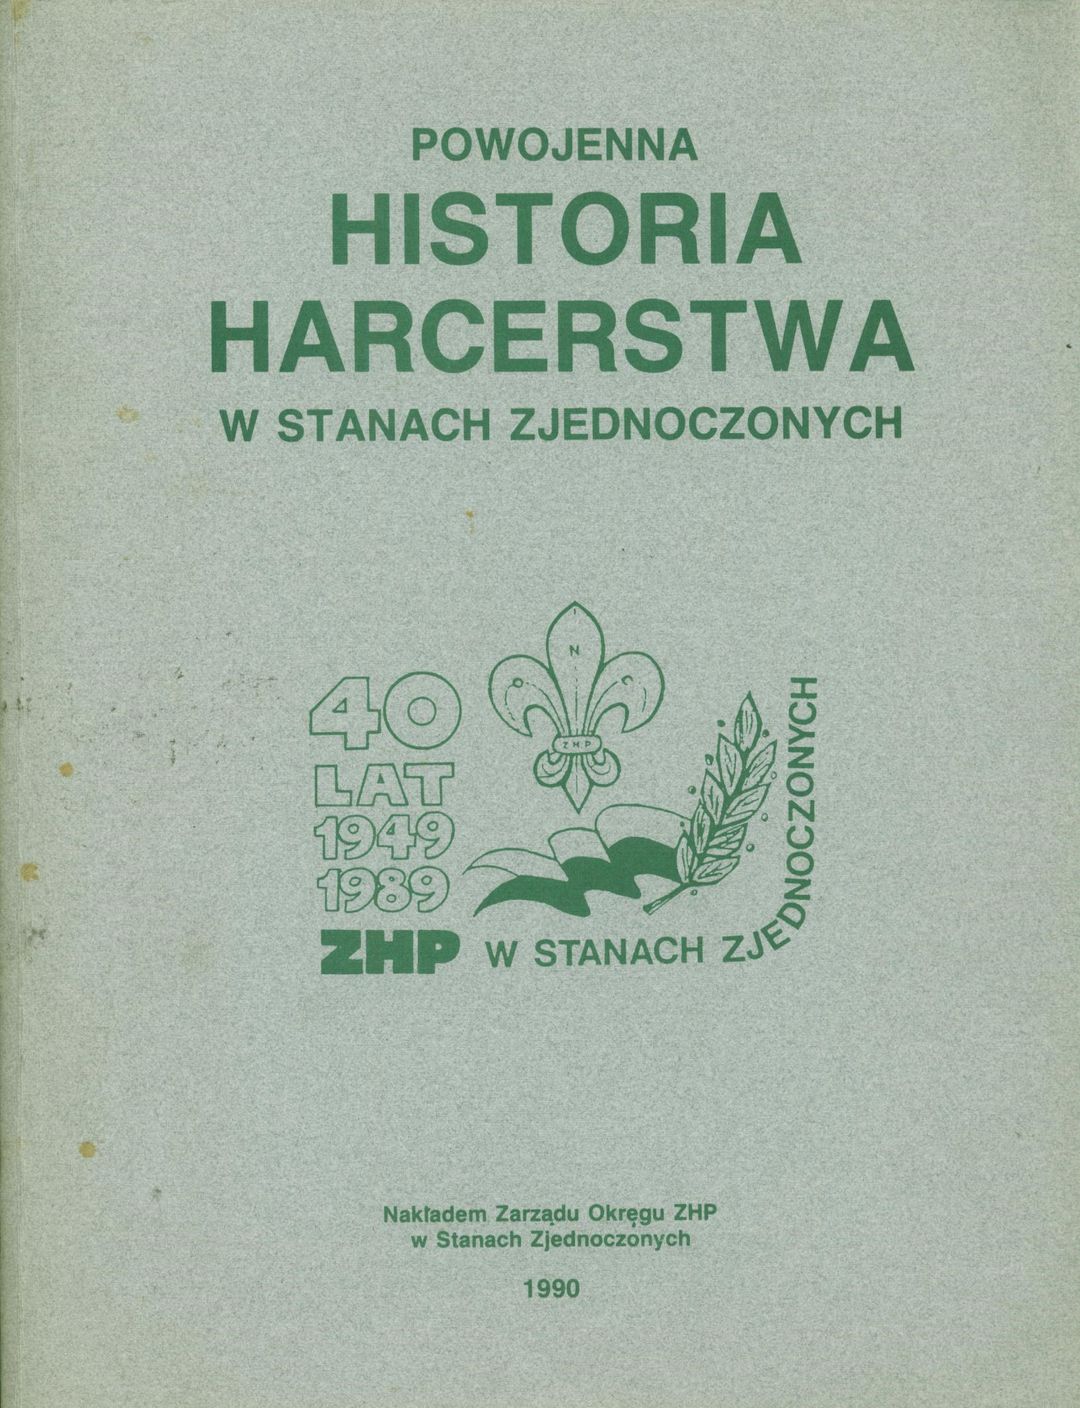 POWOJENNA
HISTORIA
HARCERSTWA
W STANACH ZJEDNOCZONYCH
O N C
ZHP
40
LAT
1949
1989
ZHP W STANACH ZJEDNOCZONYCH
Nakładem Zarządu Okręgu ZHP
w Stanach Zjednoczonych
1990